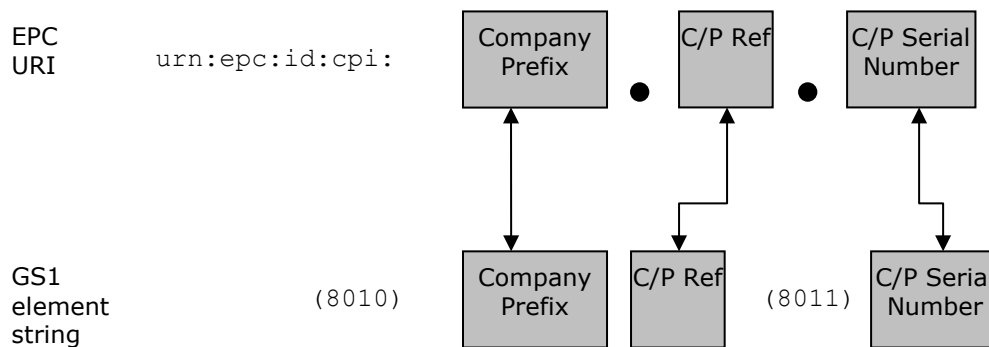 EPC
URI
urn:epc:id:cpi:
Company
Prefix
C/P Ref
C/P Serial
Number
GS1
element
string
(8010)
Company
Prefix
C/P Ref
(8011)
C/P Seria
Number